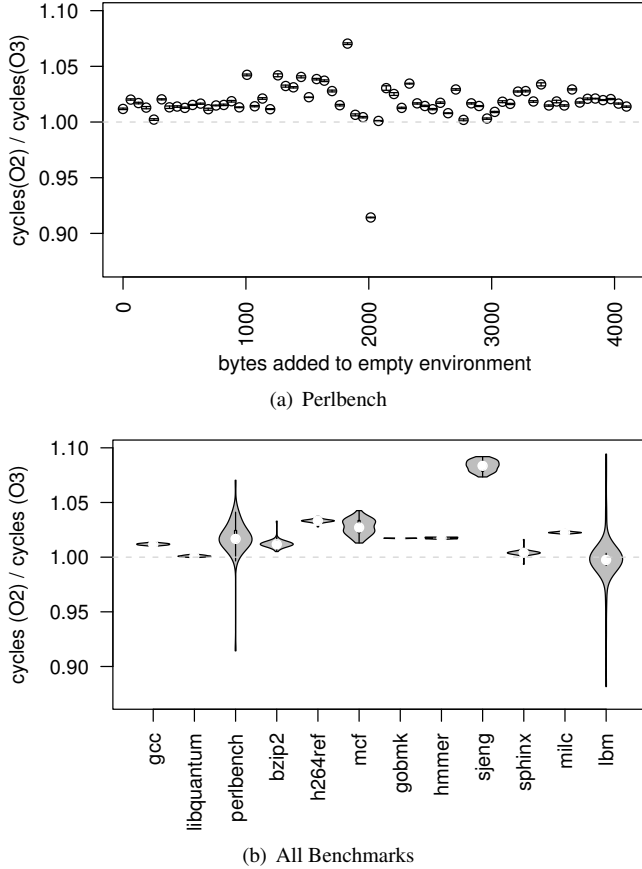 cycles(O2) / cycles(O3)
1.10
1.05
1.00
0.95
0.90
0
1000
2000
3000
4000
bytes added to empty environment
(a) Perlbench
cycles (O2) / cycles (O3)
1.10
1.05
1.00
0.95
0.90
gcc
libquantum
perlbench
bzip2
h264ref
mcf
gobmk
hmmer
sjeng
sphinx
milc
lbm
(b) All Benchmarks